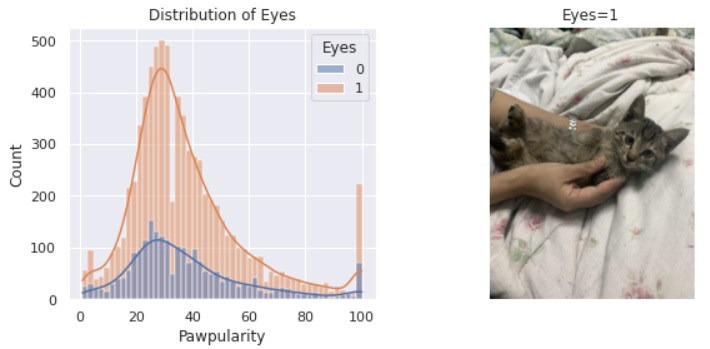 Distribution of Eyes
Eyes
0
1
500
400
300
200
100
0
Count
0 20 40 60 80 100
Pawpularity
Eyes=1